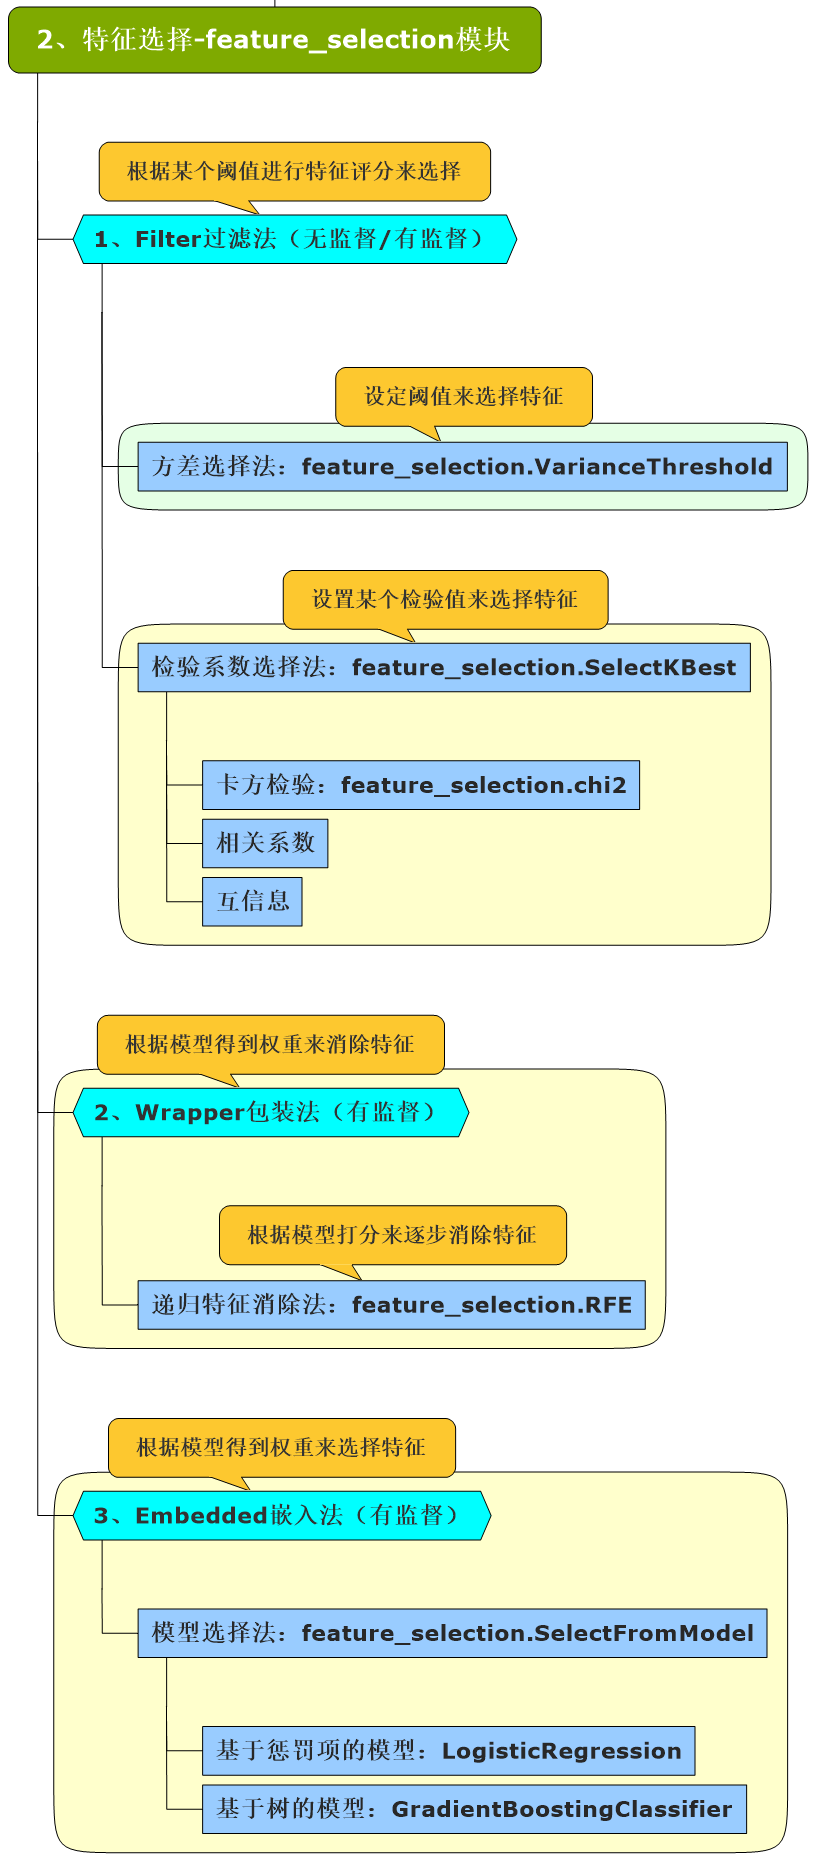 2、特征选择-feature_selection模块
根据某个阈值进行特征评分来选择
1、Filter过滤法（无监督/有监督）
设定阈值来选择特征
方差选择法：feature_selection.VarianceThreshold
设置某个检验值来选择特征
检验系数选择法：feature_selection.SelectKBest
卡方检验：feature_selection.chi2
相关系数
互信息
根据模型得到权重来消除特征
2、Wrapper包装法（有监督）
根据模型打分来逐步消除特征
递归特征消除法：feature_selection.RFE
根据模型得到权重来选择特征
3、Embedded嵌入法（有监督）
模型选择法：feature_selection.SelectFromModel
基于惩罚项的模型：LogisticRegression
基于树的模型：GradientBoostingClassifier